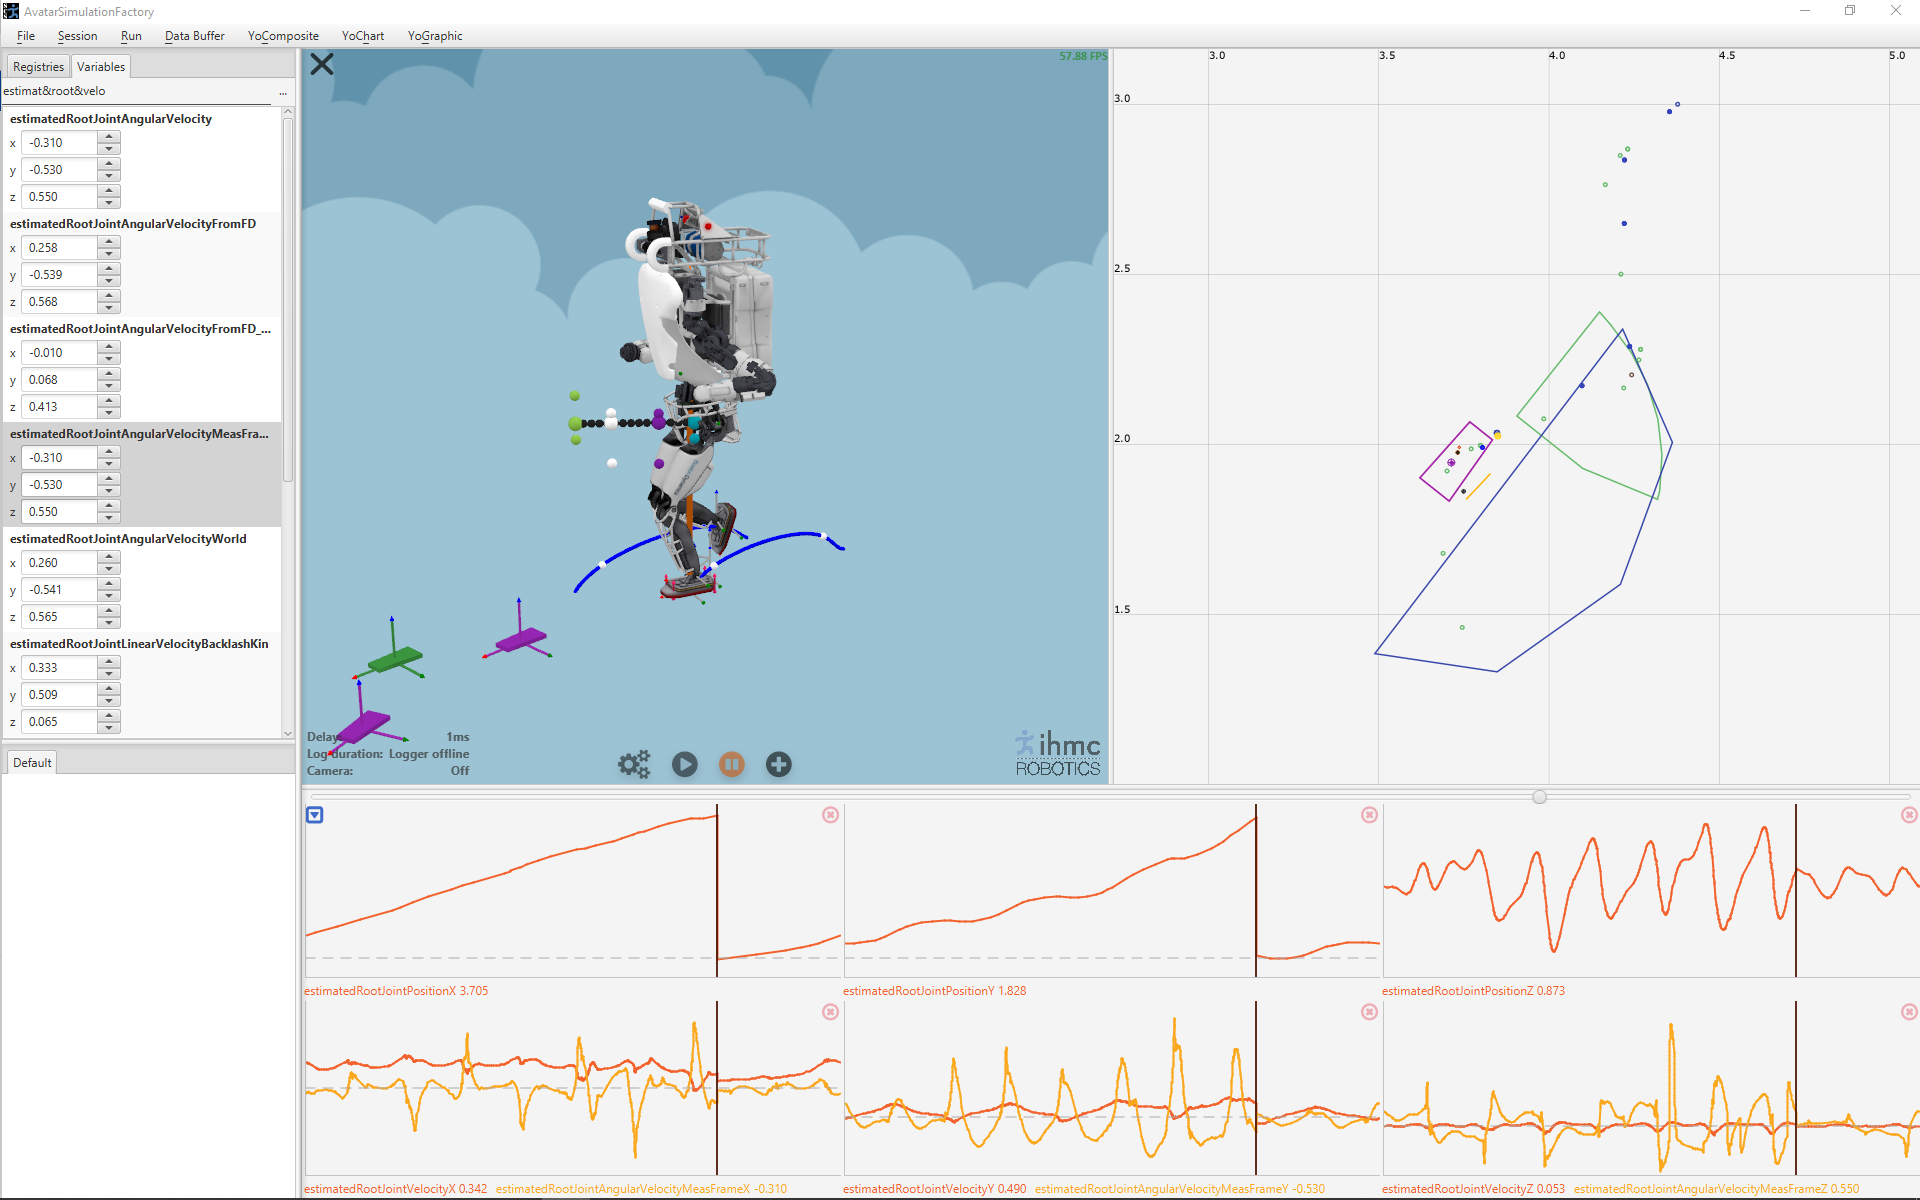 AvatarSimulationFactory
File Session Run Data Buffer YoComposite YoChart YoGraphic
Registries Variables
estimat&root&velo ...
estimatedRootJointAngularVelocity
x -0.310
y -0.530
z 0.550
estimatedRootJointAngularVelocityFromFD
x 0.258
y -0.539
z 0.568
estimatedRootJointAngularVelocityFromFD_...
x -0.010
y 0.068
z 0.413
estimatedRootJointAngularVelocityMeasFra...
x -0.310
y -0.530
z 0.550
estimatedRootJointAngularVelocityWorld
x 0.260
y -0.541
z 0.565
estimatedRootJointLinearVelocityBacklashKin
x 0.333
y 0.509
z 0.065
Default
57.88 FPS
Delay: 1ms
Log duration: Logger offline
Camera: Off
ihmc
ROBOTICS
3.0 3.5 4.0 4.5 5.0
3.0
2.5
2.0
1.5
estimatedRootJointPositionX 3.705
estimatedRootJointPositionY 1.828
estimatedRootJointPositionZ 0.873
estimatedRootJointVelocityX 0.342 estimatedRootJointAngularVelocityMeasFrameX -0.310
estimatedRootJointVelocityY 0.490 estimatedRootJointAngularVelocityMeasFrameY -0.530
estimatedRootJointVelocityZ 0.053 estimatedRootJointAngularVelocityMeasFrameZ 0.550